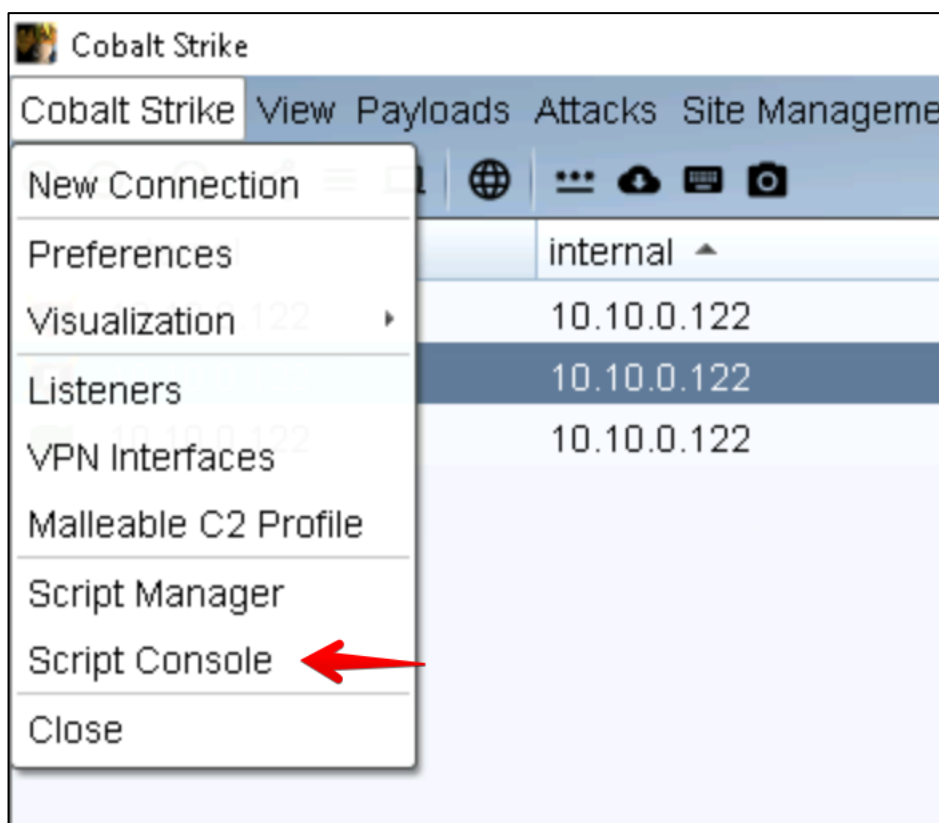 Cobalt Strike
Cobalt Strike View Payloads Attacks Site Manageme
New Connection
Preferences
internal
Visualization
10.10.0.122
Listeners
10.10.0.122
VPN Interfaces
10.10.0.122
Malleable C2 Profile
Script Manager
Script Console
Close